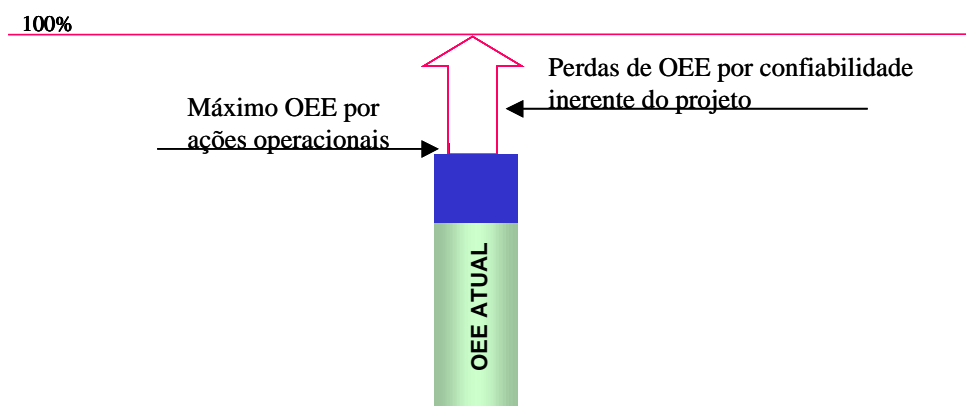 100%
Perdas de OEE por confiabilidade
inerente do projeto
Máximo OEE por
ações operacionais
OEE ATUAL